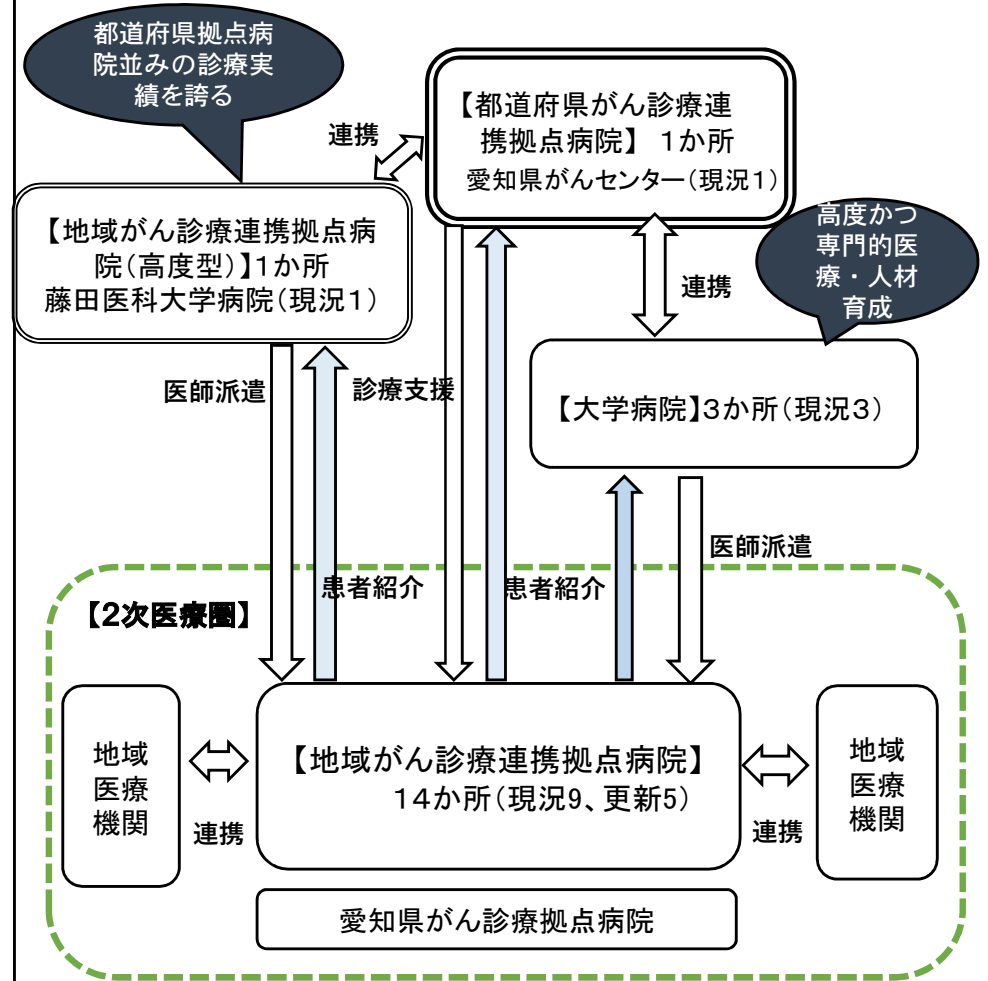 都道府県拠点病
院並みの診療実
績を誇る
連携
【都道府県がん診療連
携拠点病院】 1か所
愛知県がんセンター(現況1)
【地域がん診療連携拠点病
院(高度型)】1か所
藤田医科大学病院(現況1)
高度かつ
専門的医
療・人材
育成
連携
医師派遣
診療支援
【大学病院】3か所(現況3)
医師派遣
患者紹介
患者紹介
【2次医療圏】
地域
医療
機関
連携
【地域がん診療連携拠点病院】
14か所(現況9、更新5)
連携
地域
医療
機関
愛知県がん診療拠点病院